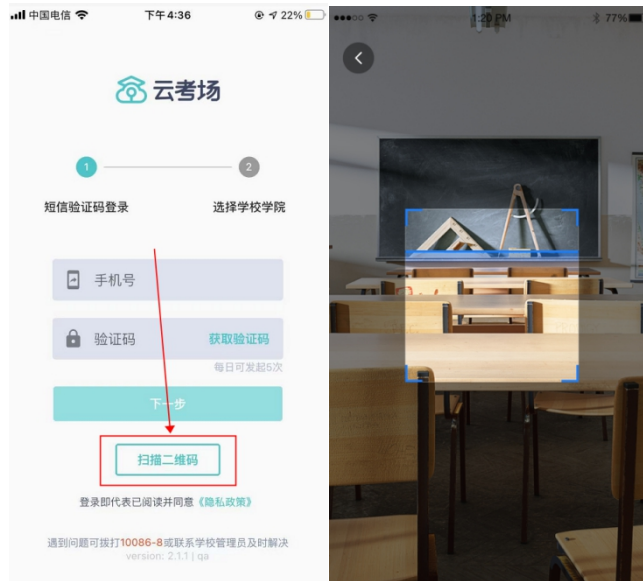 中国电信 下午4:36 22%
云考场
1 2
短信验证码登录 选择学校学院
手机号
验证码 获取验证码
每日可发起5次
下一步
扫描二维码
登录即代表已阅读并同意《隐私政策》
遇到问题可拨打10086-8或联系学校管理员及时解决
version: 2.1.1 | qa
1:20 PM 77%